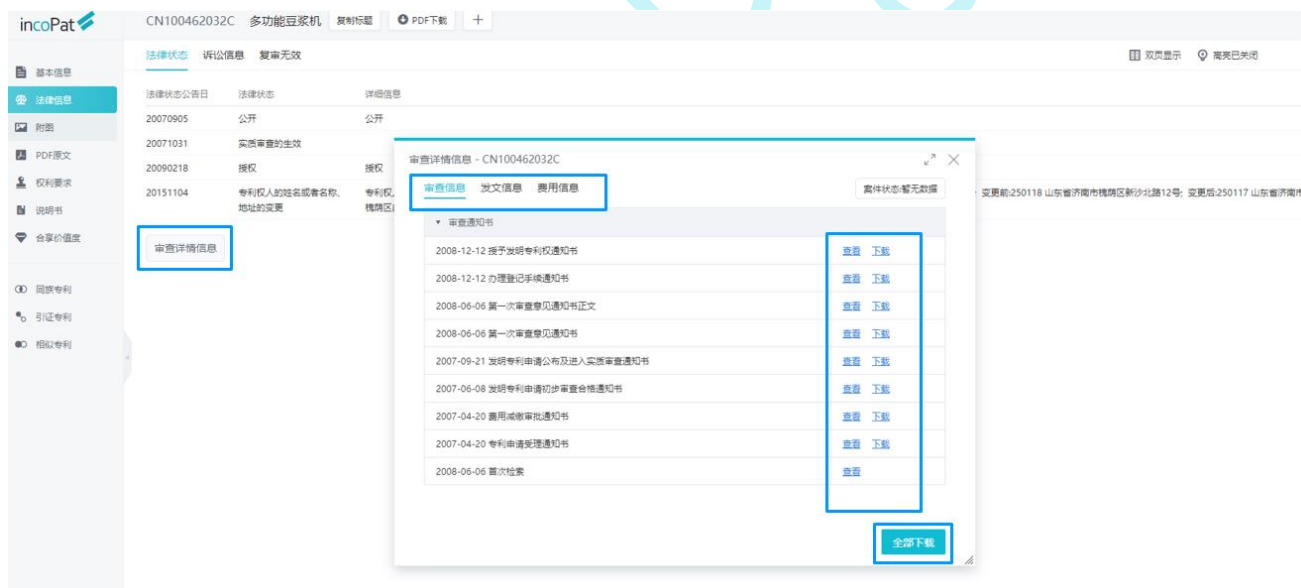 incoPat
CN100462032C 多功能豆浆机 复制标题 PDF下载
法律状态 诉讼信息 复审无效
双页显示 高亮已关闭
基本信息
法律信息
附图
PDF原文
权利要求
说明书
合享价值度
同族专利
引证专利
相似专利
法律状态公告日 法律状态 详细信息
20070905 公开 公开
20071031 实质审查的生效
20090218 授权 授权
20151104 专利权人的姓名或者名称、 专利权
地址的变更 槐荫区
变更前:250118 山东省济南市槐荫区新沙北路12号; 变更后:250117 山东省济南市
审查详情信息
审查详情信息 - CN100462032C
审查信息 发文信息 费用信息
案件状态:暂无数据
审查通知书
2008-12-12 授予发明专利权通知书 查看 下载
2008-12-12 办理登记手续通知书 查看 下载
2008-06-06 第一次审查意见通知书正文 查看 下载
2008-06-06 第一次审查意见通知书 查看 下载
2007-09-21 发明专利申请公布及进入实质审查通知书 查看 下载
2007-06-08 发明专利申请初步审查合格通知书 查看 下载
2007-04-20 费用减缴审批通知书 查看 下载
2007-04-20 专利申请受理通知书 查看 下载
2008-06-06 首次检索 查看
全部下载